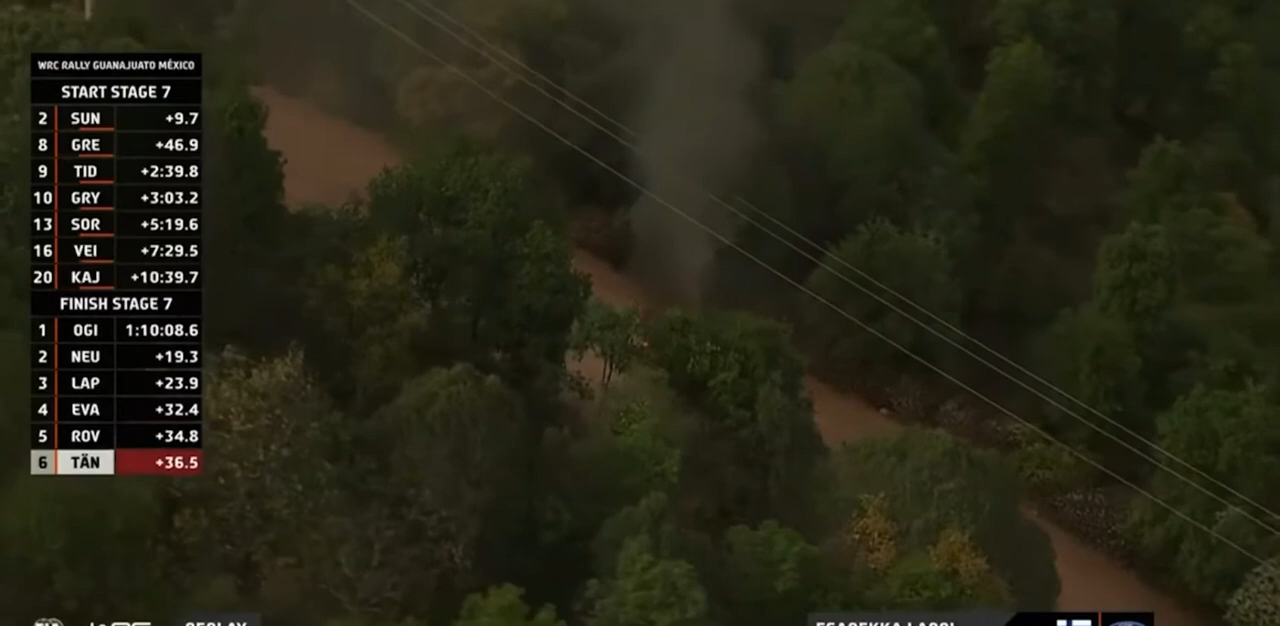 WRC RALLY GUANAJUATO MÉXICO
START STAGE 7
2 SUN +9.7
8 GRE +46.9
9 TID +2:39.8
10 GRY +3:03.2
13 SOR +5:19.6
16 VEI +7:29.5
20 KAJ +10:39.7
FINISH STAGE 7
1 OGI 1:10:08.6
2 NEU +19.3
3 LAP +23.9
4 EVA +32.4
5 ROV +34.8
6 TÄN +36.5
REPLAY
ESAPEKKA LAPPI